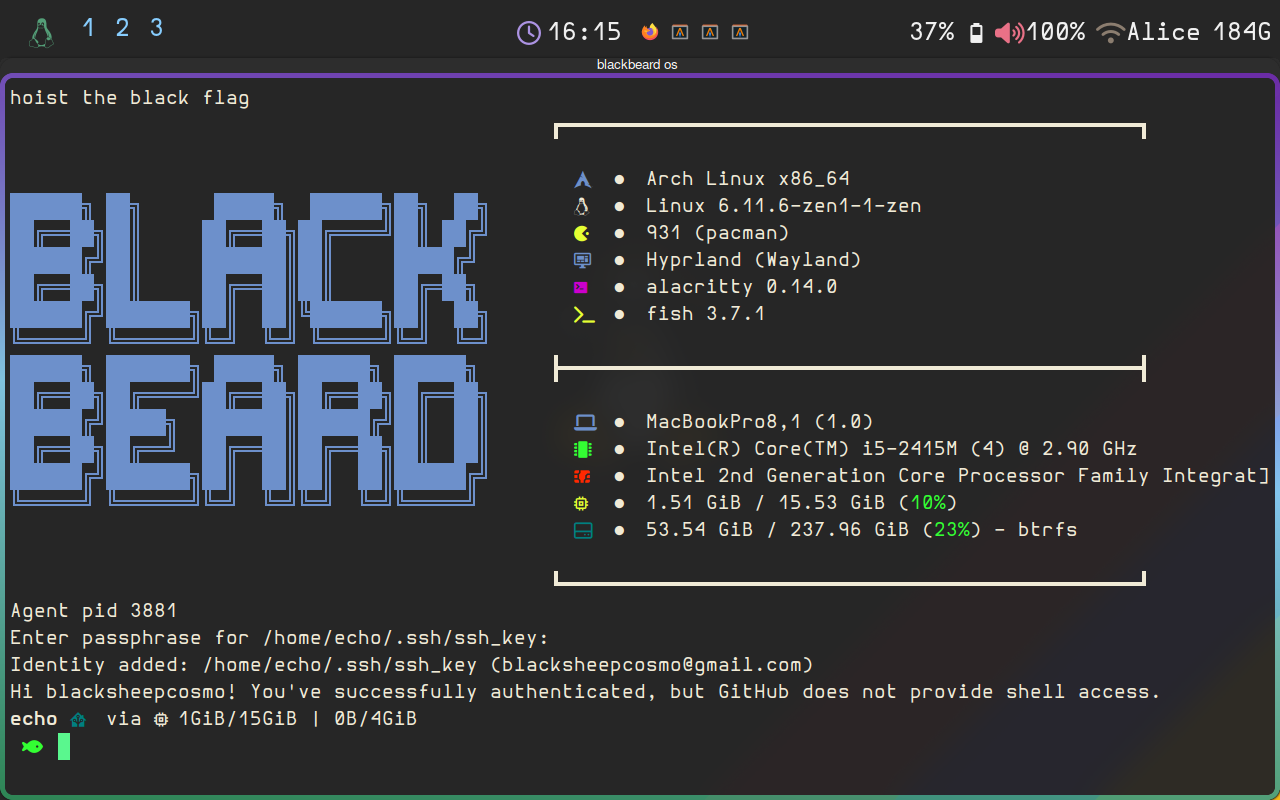 1 2 3 16:15 37% 100% Alice 184G
blackbeard os
hoist the black flag
BLACK
BEARD
Arch Linux x86_64
Linux 6.11.6-zen1-1-zen
931 (pacman)
Hyprland (Wayland)
alacritty 0.14.0
fish 3.7.1
MacBookPro8,1 (1.0)
Intel(R) Core(TM) i5-2415M (4) @ 2.90 GHz
Intel 2nd Generation Core Processor Family Integrat]
1.51 GiB / 15.53 GiB (10%)
53.54 GiB / 237.96 GiB (23%) - btrfs
Agent pid 3881
Enter passphrase for /home/echo/.ssh/ssh_key:
Identity added: /home/echo/.ssh/ssh_key (blacksheepcosmo@gmail.com)
Hi blacksheepcosmo! You've successfully authenticated, but GitHub does not provide shell access.
echo via 1GiB/15GiB | 0B/4GiB